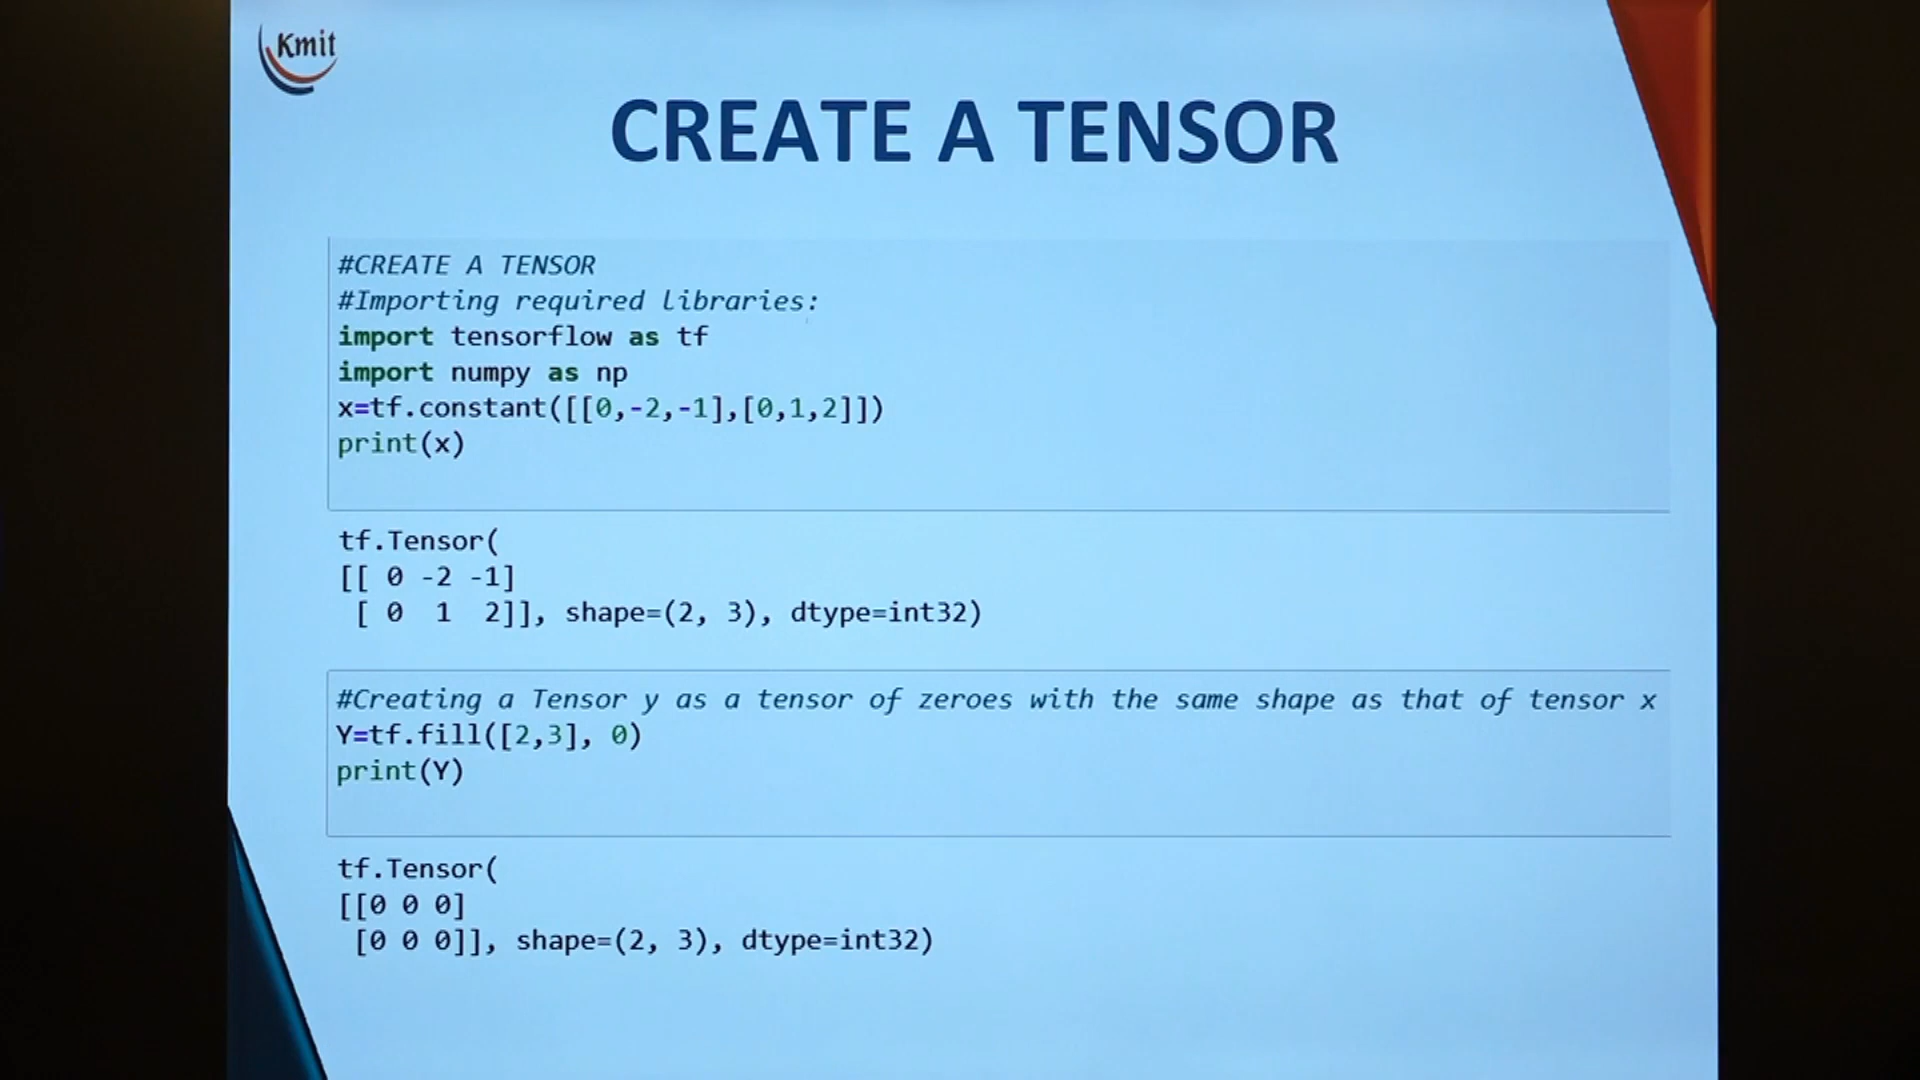 Kmit
CREATE A TENSOR
#CREATE A TENSOR
#Importing required libraries:
import tensorflow as tf
import numpy as np
x=tf.constant([[0,-2,-1],[0,1,2]])
print(x)
tf.Tensor(
[[ 0 -2 -1]
 [ 0  1  2]], shape=(2, 3), dtype=int32)
#Creating a Tensor y as a tensor of zeroes with the same shape as that of tensor x
Y=tf.fill([2,3], 0)
print(Y)
tf.Tensor(
[[0 0 0]
 [0 0 0]], shape=(2, 3), dtype=int32)